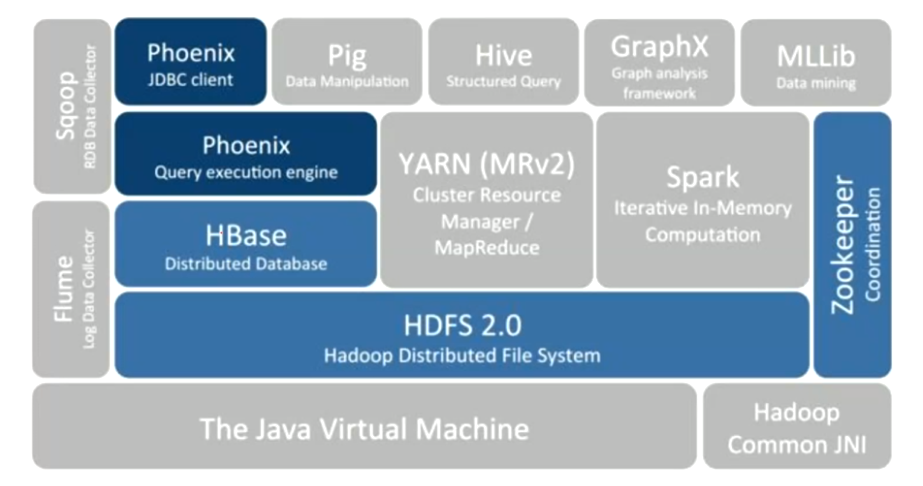 Sqoop
RDB Data Collector
Phoenix
JDBC client
Pig
Data Manipulation
Hive
Structured Query
GraphX
Graph analysis
framework
MLLib
Data mining
Phoenix
Query execution engine
YARN (MRv2)
Cluster Resource
Manager /
MapReduce
Spark
Iterative In-Memory
Computation
Zookeeper
Coordination
Flume
Log Data Collector
HBase
Distributed Database
HDFS 2.0
Hadoop Distributed File System
The Java Virtual Machine
Hadoop
Common JNI